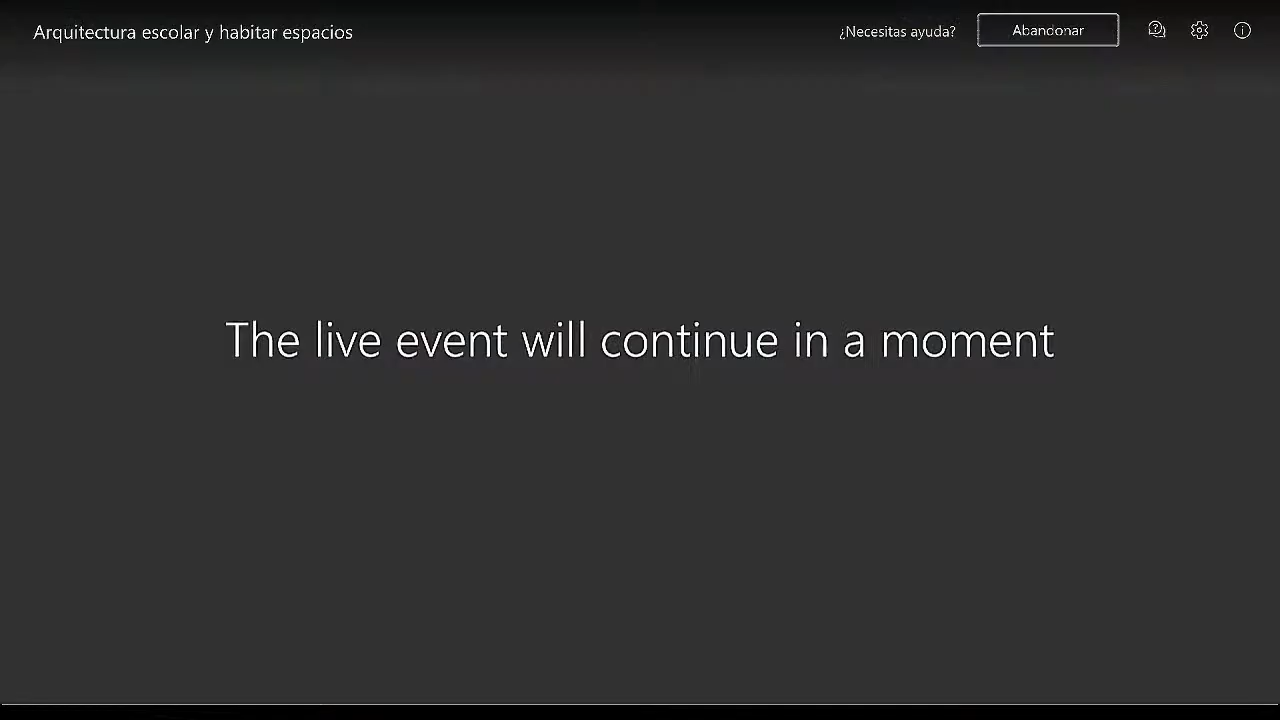 Arquitectura escolar y habitar espacios
¿Necesitas ayuda?
Abandonar
The live event will continue in a moment